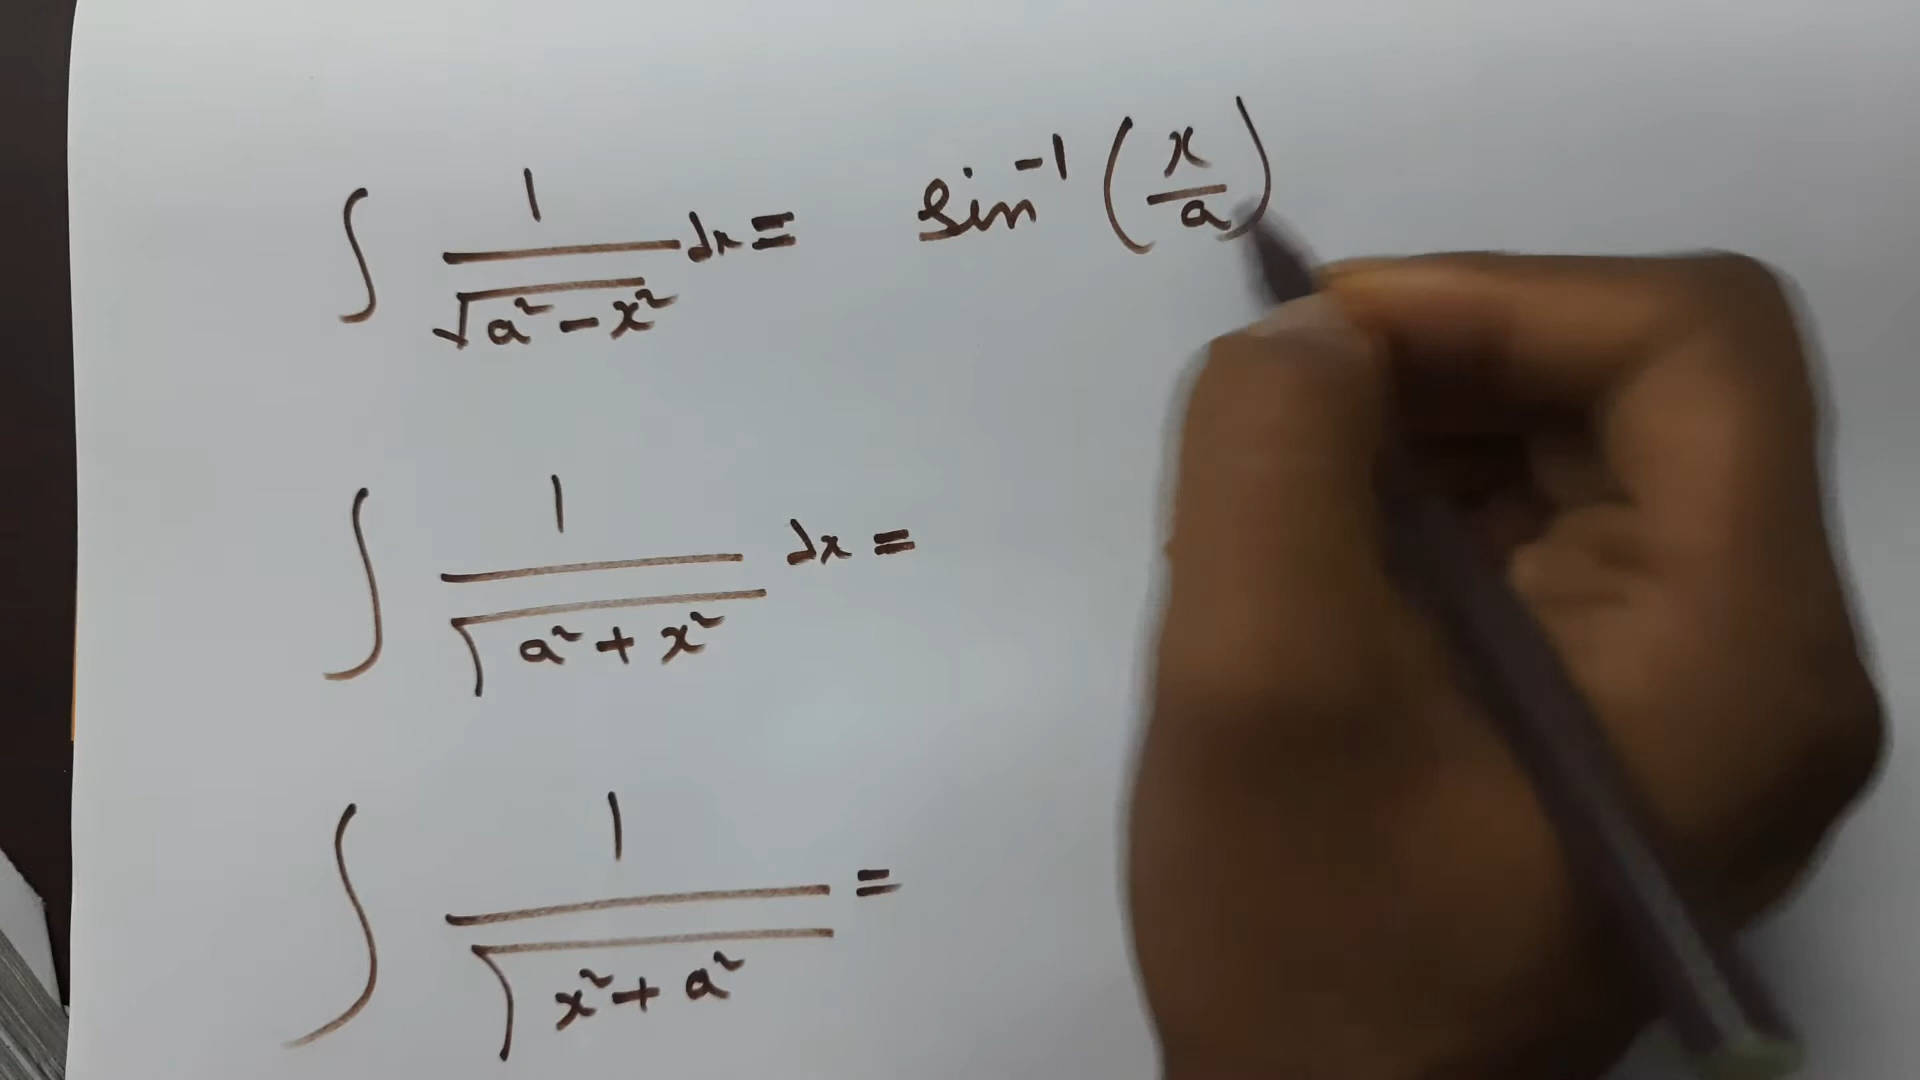 ∫ 1/√(a² − x²) dx = sin⁻¹(x/a)
∫ 1/√(a² + x²) dx =
∫ 1/√(x² + a²) =